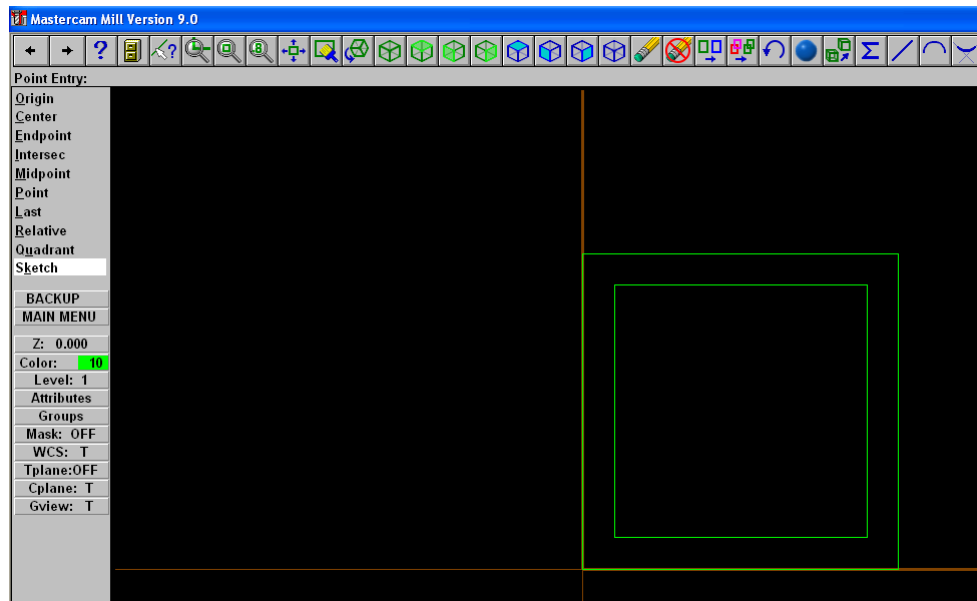 Mastercam Mill Version 9.0
?
?
Σ
Point Entry:
Origin
Center
Endpoint
Intersec
Midpoint
Point
Last
Relative
Quadrant
Sketch
BACKUP
MAIN MENU
Z: 0.000
Color: 10
Level: 1
Attributes
Groups
Mask: OFF
WCS: T
Tplane:OFF
Cplane: T
Gview: T